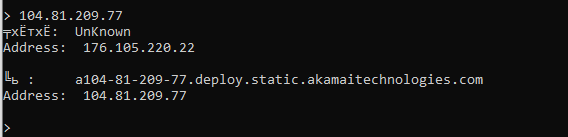 > 104.81.209.77
╤хЁтхЁ:  UnKnown
Address:  176.105.220.22
╚ь :     a104-81-209-77.deploy.static.akamaitechnologies.com
Address:  104.81.209.77
>